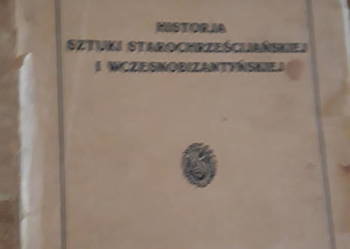 HISTORJA
SZTUKI STAROCHRZEŚCIJAŃSKIEJ
I WCZESNOBIZANTYŃSKIEJ